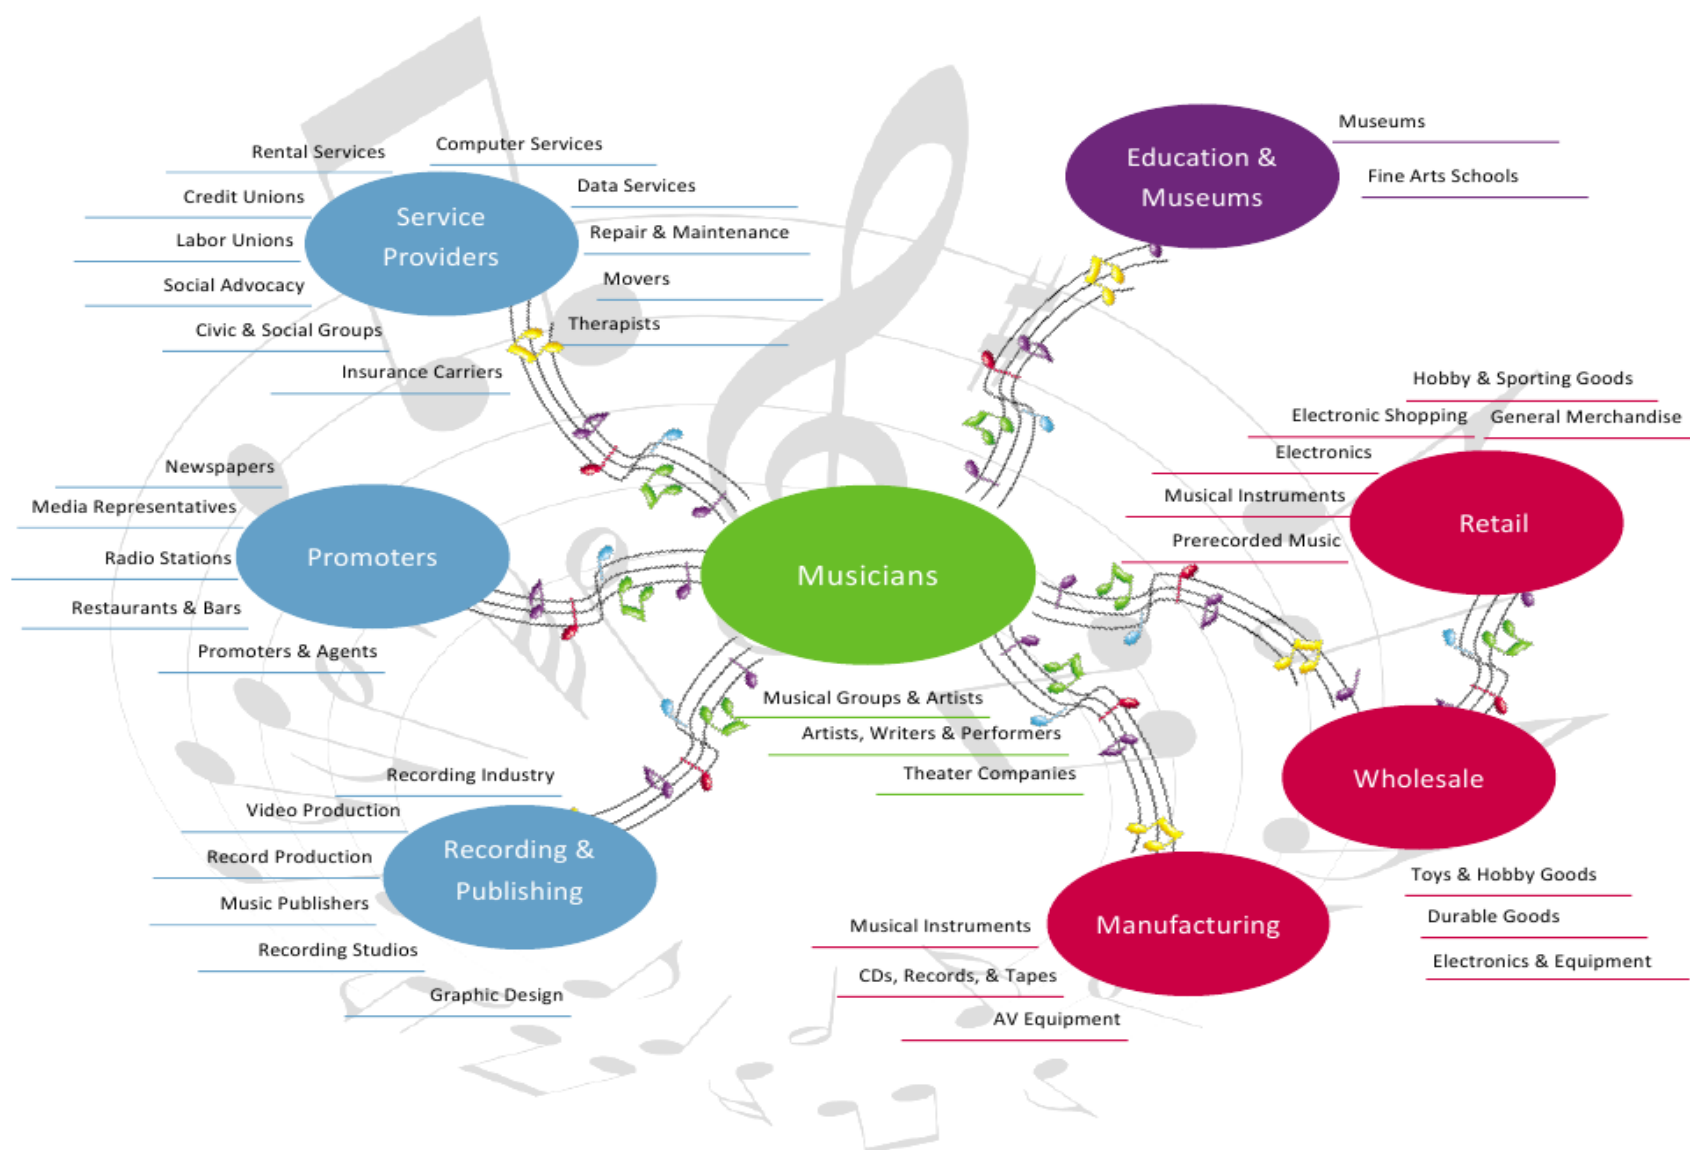 Rental Services
Computer Services
Credit Unions
Data Services
Labor Unions
Repair & Maintenance
Social Advocacy
Movers
Civic & Social Groups
Therapists
Insurance Carriers
Service
Providers
Education &
Museums
Museums
Fine Arts Schools
Newspapers
Media Representatives
Radio Stations
Restaurants & Bars
Promoters & Agents
Promoters
Musicians
Musical Groups & Artists
Artists, Writers & Performers
Theater Companies
Hobby & Sporting Goods
Electronic Shopping
General Merchandise
Electronics
Musical Instruments
Prerecorded Music
Retail
Wholesale
Toys & Hobby Goods
Durable Goods
Electronics & Equipment
Recording Industry
Video Production
Record Production
Music Publishers
Recording Studios
Graphic Design
Recording &
Publishing
Manufacturing
Musical Instruments
CDs, Records, & Tapes
AV Equipment